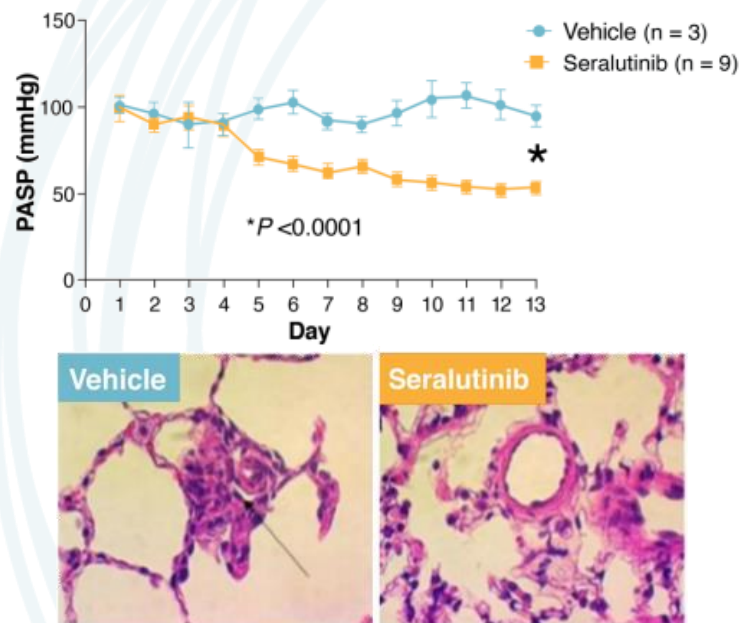 150
100
50
0
PASP (mmHg)
Vehicle (n = 3)
Seralutinib (n = 9)
*
*P <0.0001
0 1 2 3 4 5 6 7 8 9 10 11 12 13
Day
Vehicle
Seralutinib